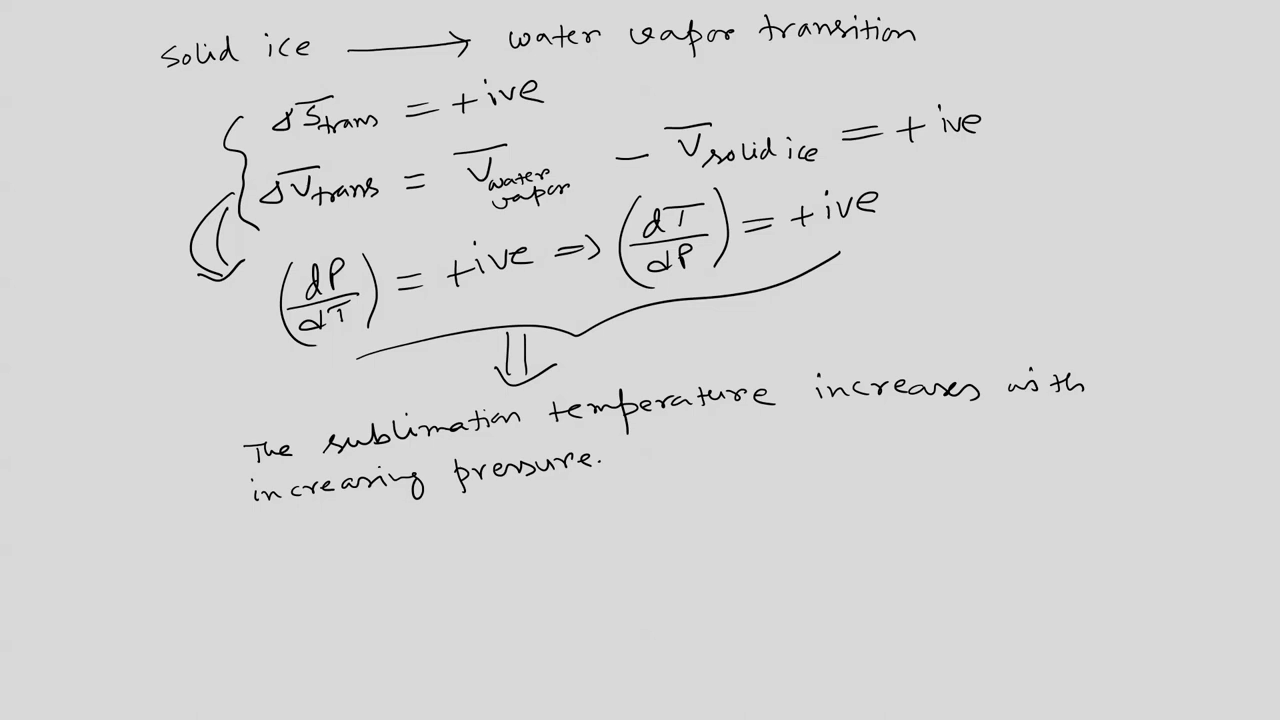 solid ice ⟶ water vapor transition
ΔS̅trans = +ive
ΔV̅trans = V̅water vapor − V̅solid ice = +ive
(dP/dT) = +ive ⇒ (dT/dP) = +ive
The sublimation temperature increases with
increasing pressure.